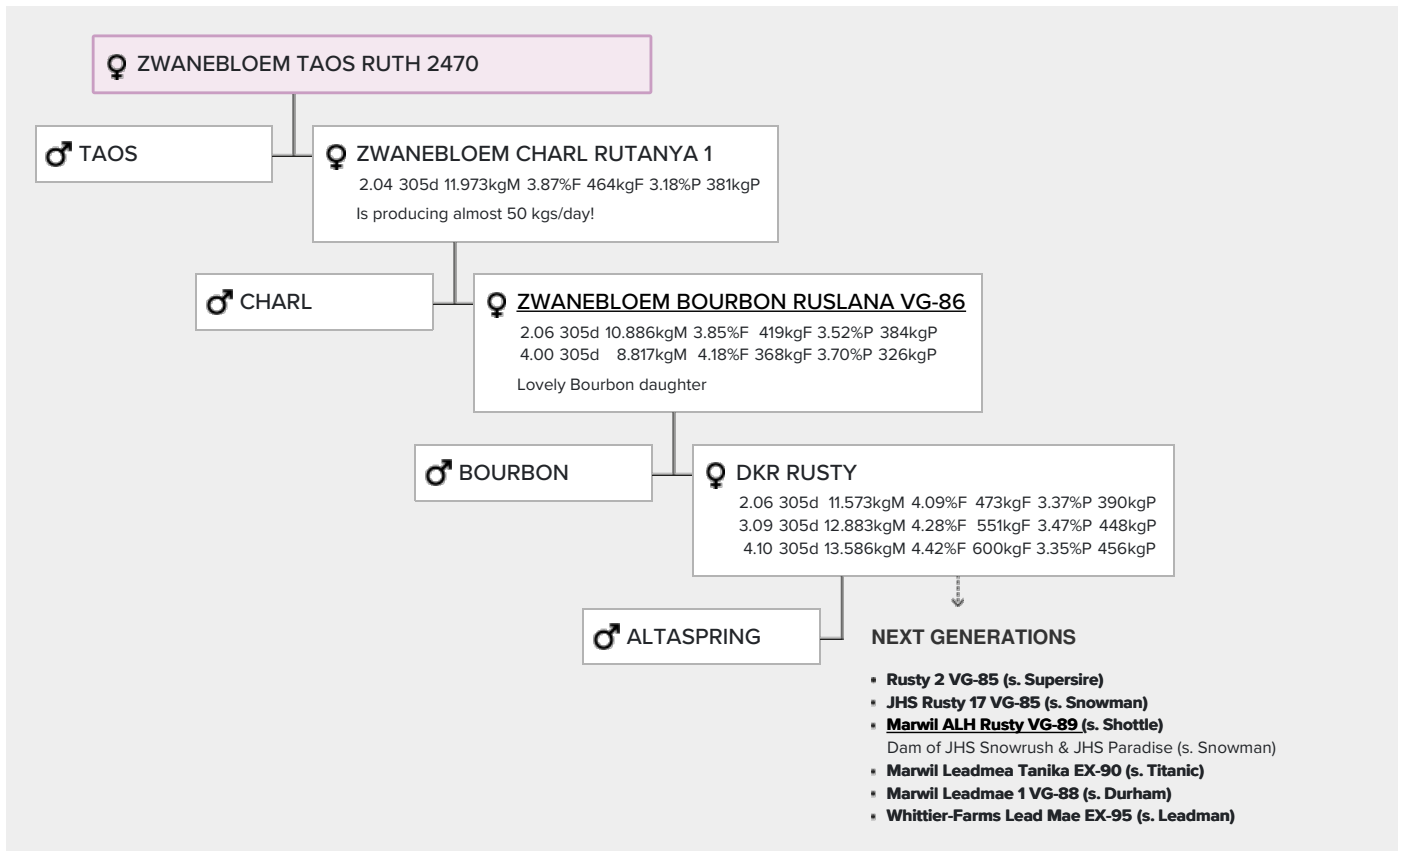 ZWANEBLOEM TAOS RUTH 2470
TAOS
ZWANEBLOEM CHARL RUTANYA 1
2.04 305d 11.973kgM 3.87%F 464kgF 3.18%P 381kgP
Is producing almost 50 kgs/day!
CHARL
ZWANEBLOEM BOURBON RUSLANA VG-86
2.06 305d 10.886kgM 3.85%F 419kgF 3.52%P 384kgP
4.00 305d 8.817kgM 4.18%F 368kgF 3.70%P 326kgP
Lovely Bourbon daughter
BOURBON
DKR RUSTY
2.06 305d 11.573kgM 4.09%F 473kgF 3.37%P 390kgP
3.09 305d 12.883kgM 4.28%F 551kgF 3.47%P 448kgP
4.10 305d 13.586kgM 4.42%F 600kgF 3.35%P 456kgP
ALTASPRING
NEXT GENERATIONS
Rusty 2 VG-85 (s. Supersire)
JHS Rusty 17 VG-85 (s. Snowman)
Marwil ALH Rusty VG-89 (s. Shottle)
Dam of JHS Snowrush & JHS Paradise (s. Snowman)
Marwil Leadmea Tanika EX-90 (s. Titanic)
Marwil Leadmae 1 VG-88 (s. Durham)
Whittier-Farms Lead Mae EX-95 (s. Leadman)